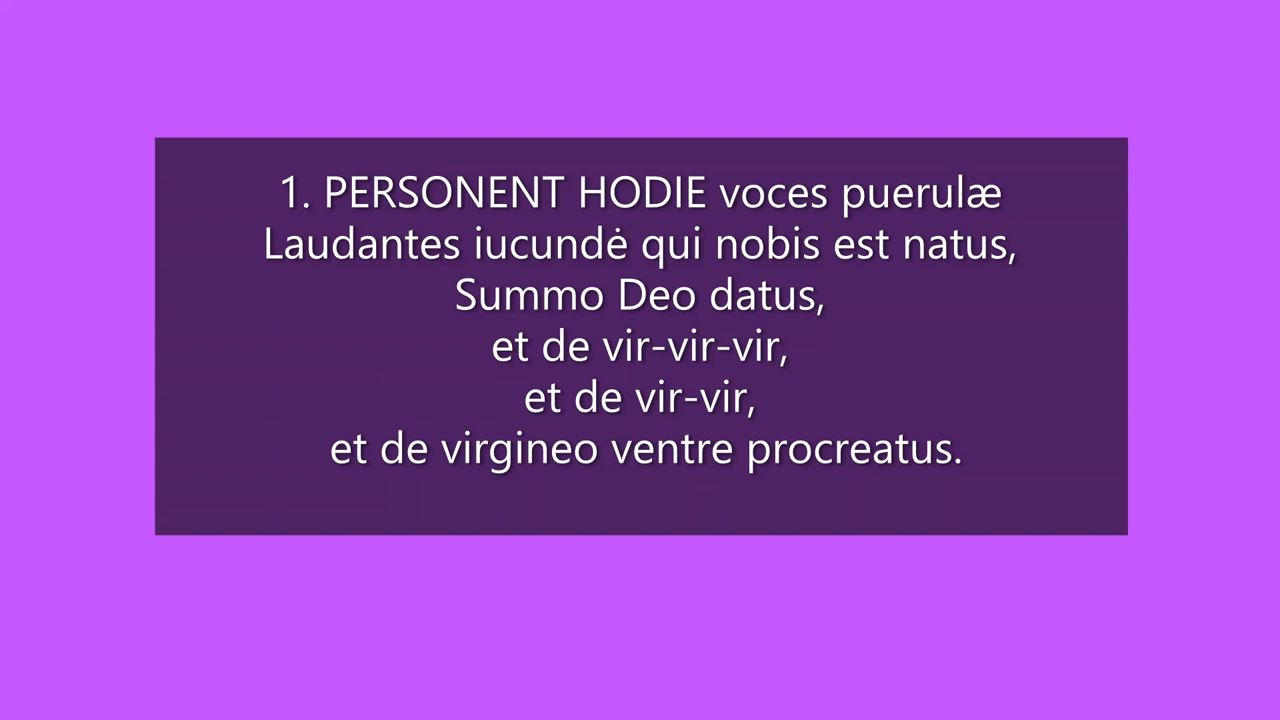 1. PERSONENT HODIE voces puerulæ
Laudantes iucundė qui nobis est natus,
Summo Deo datus,
et de vir-vir-vir,
et de vir-vir,
et de virgineo ventre procreatus.